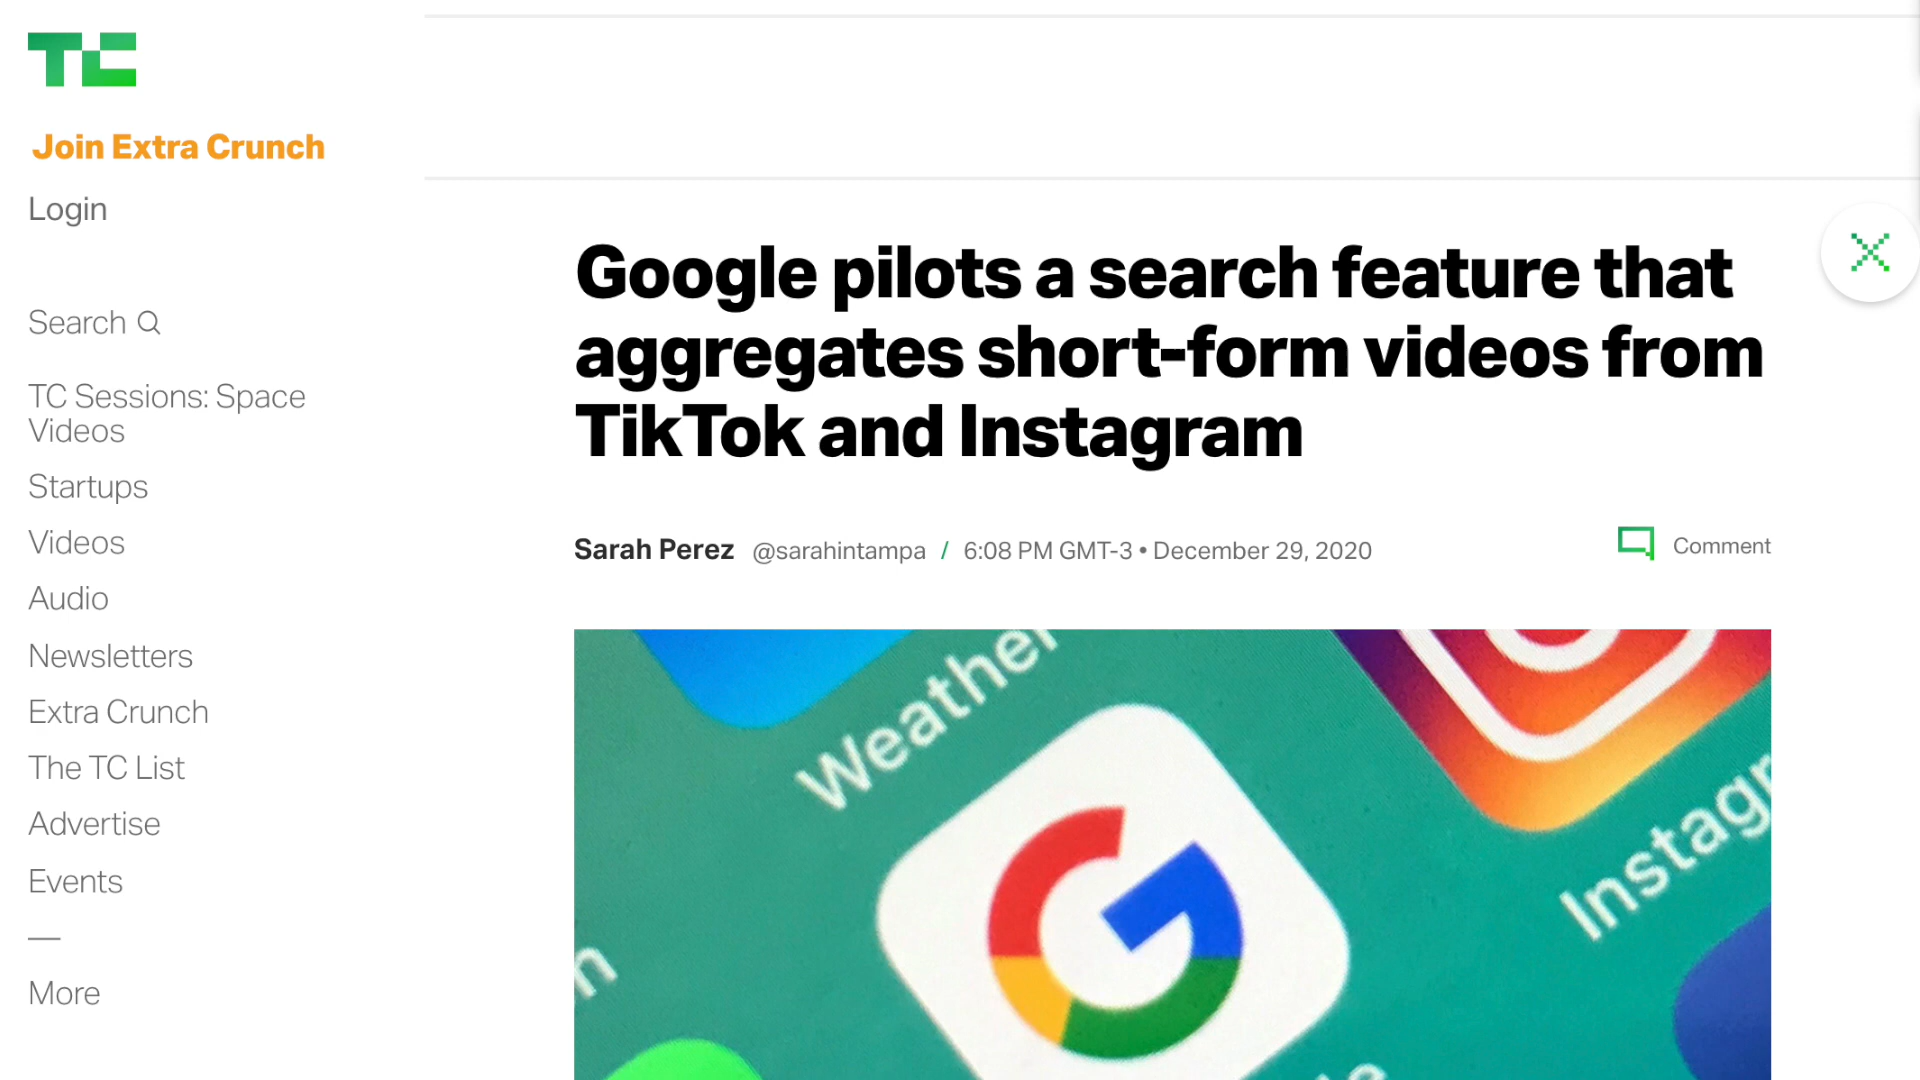 TC
Join Extra Crunch
Login
Search
TC Sessions: Space
Videos
Startups
Videos
Audio
Newsletters
Extra Crunch
The TC List
Advertise
Events
—
More
Google pilots a search feature that
aggregates short-form videos from
TikTok and Instagram
Sarah Perez @sarahintampa / 6:08 PM GMT-3 • December 29, 2020
Comment
Weather
Instagr